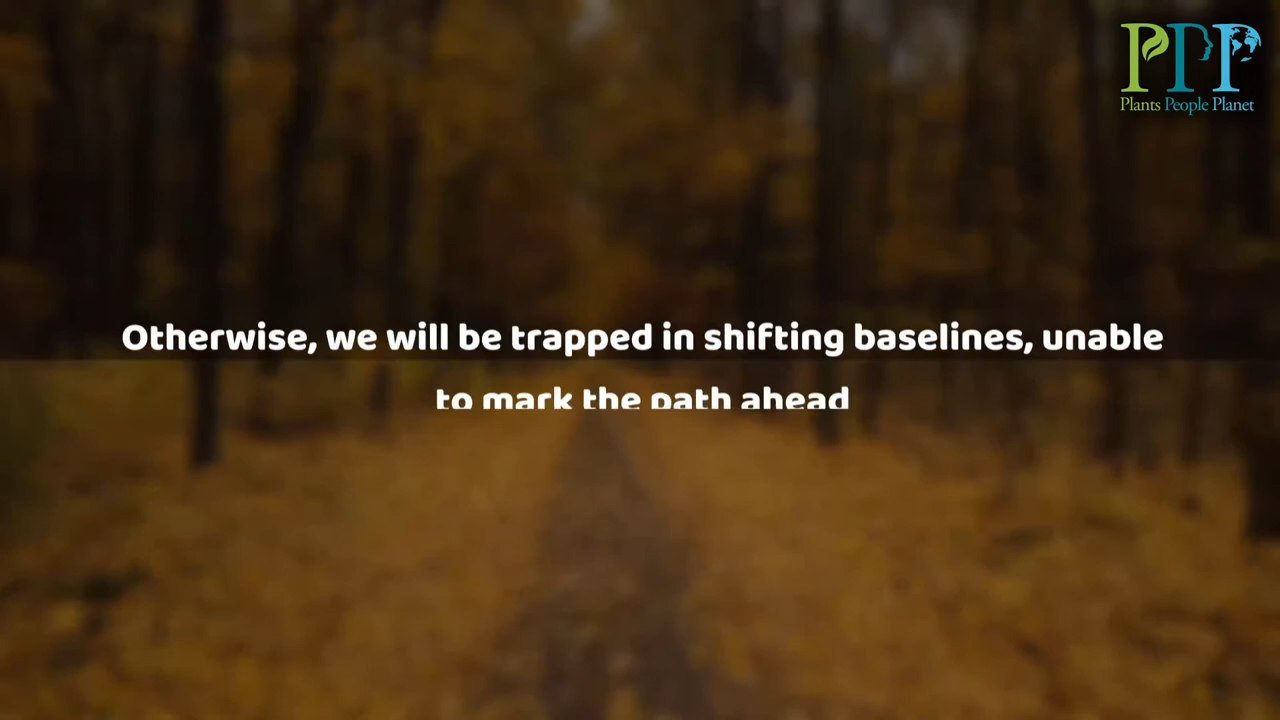 PPP
Plants People Planet
Otherwise, we will be trapped in shifting baselines, unable
to mark the path ahead